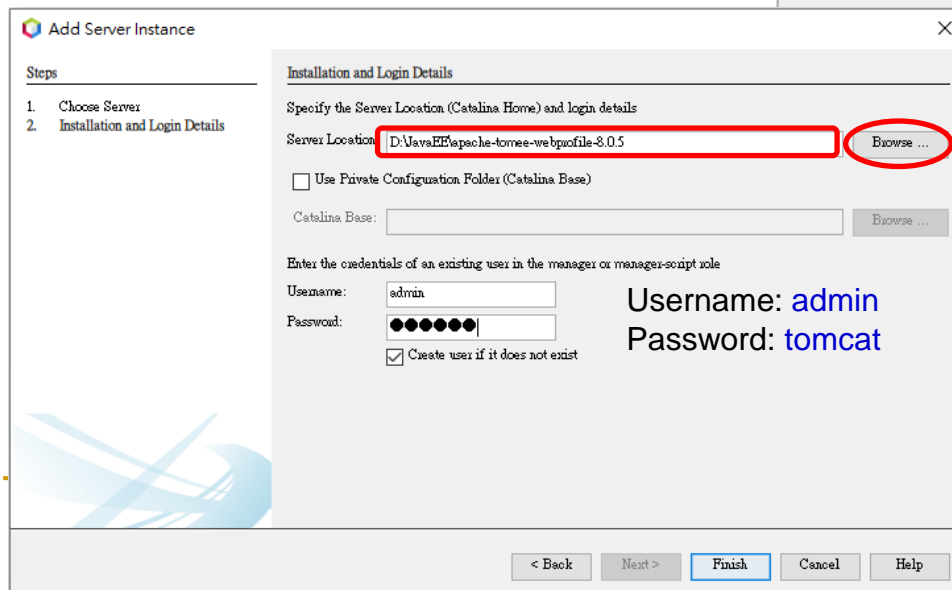 Add Server Instance
Steps
1. Choose Server
2. Installation and Login Details
Installation and Login Details
Specify the Server Location (Catalina Home) and login details
Server Location D:\JavaEE\apache-tomee-webprofile-8.0.5 Browse ...
Use Private Configuration Folder (Catalina Base)
Catalina Base: Browse ...
Enter the credentials of an existing user in the manager or manager-script role
Username: admin
Password: ●●●●●●
Create user if it does not exist
Username: admin
Password: tomcat
< Back Next > Finish Cancel Help